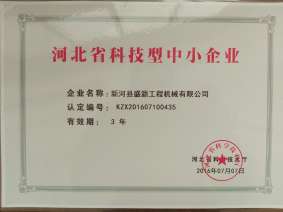 河北省科技型中小企业
企业名称：新河县盛源工程机械有限公司
认定编号：KZX201607100435
有效期：3 年
河北省科学技术厅
2016年07月07日